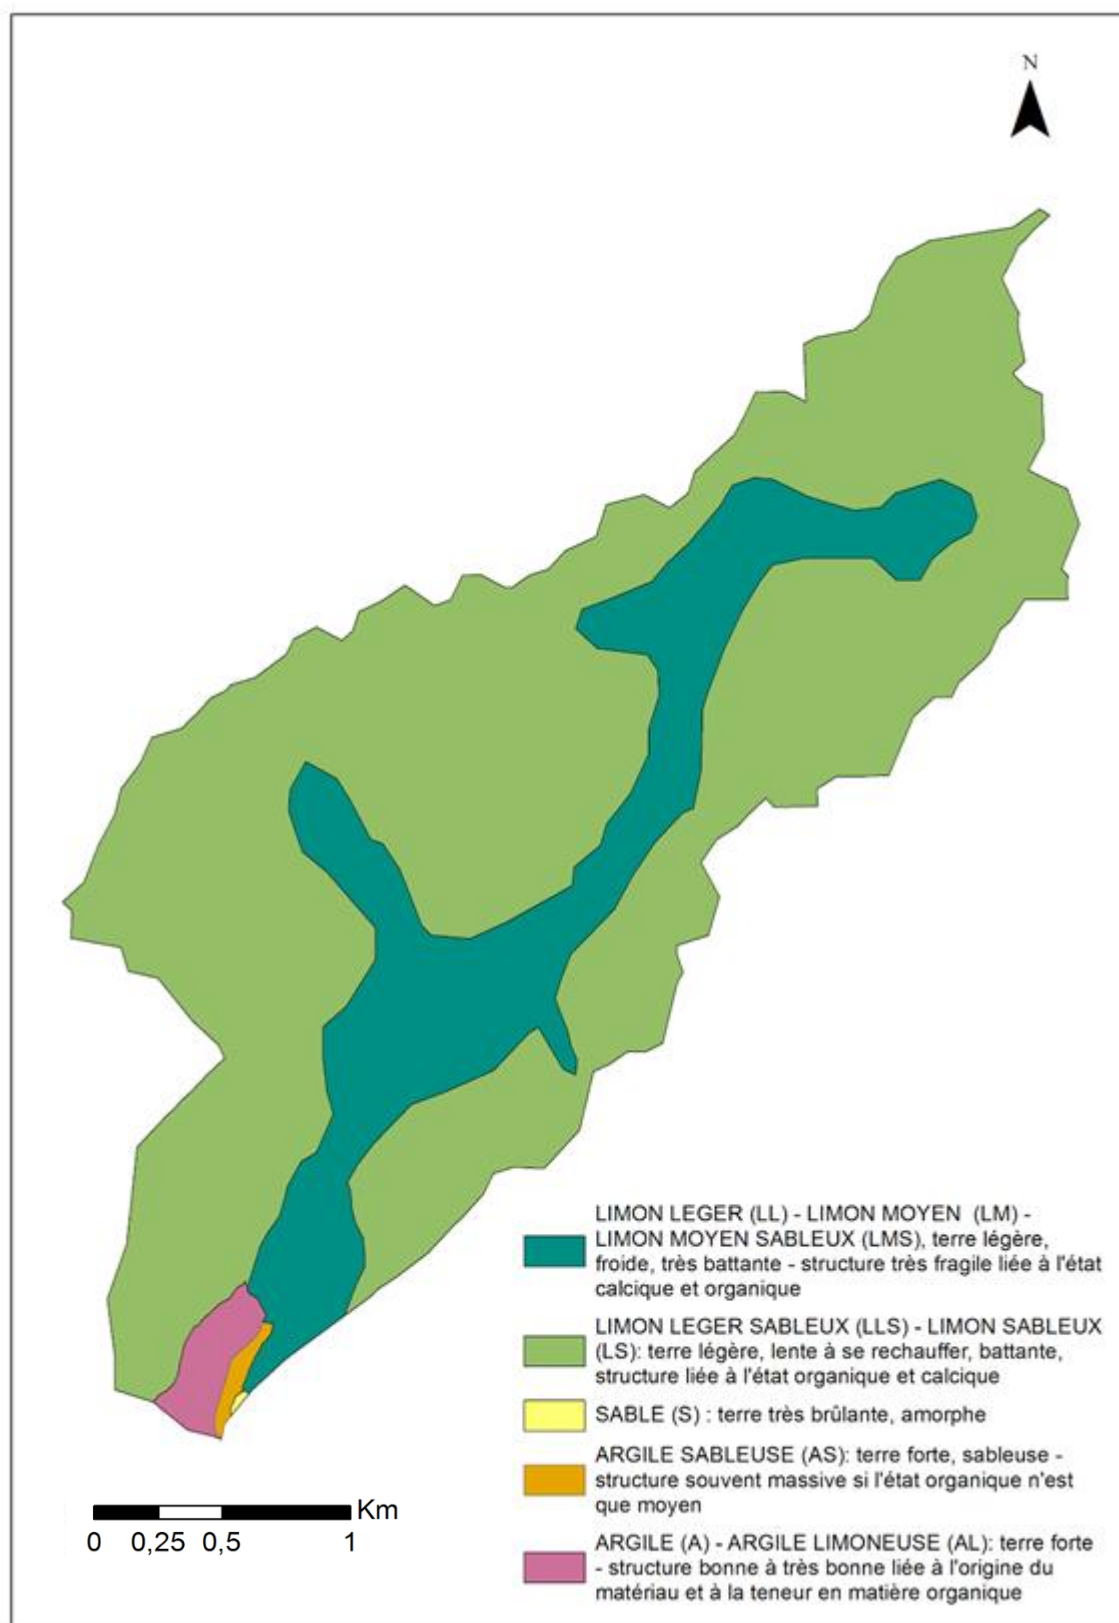 N
LIMON LEGER (LL) - LIMON MOYEN (LM) -
LIMON MOYEN SABLEUX (LMS), terre légère,
froide, très battante - structure très fragile liée à l'état
calcique et organique
LIMON LEGER SABLEUX (LLS) - LIMON SABLEUX
(LS): terre légère, lente à se rechauffer, battante,
structure liée à l'état organique et calcique
SABLE (S) : terre très brûlante, amorphe
ARGILE SABLEUSE (AS): terre forte, sableuse -
structure souvent massive si l'état organique n'est
que moyen
ARGILE (A) - ARGILE LIMONEUSE (AL): terre forte
- structure bonne à très bonne liée à l'origine du
matériau et à la teneur en matière organique
Km
0 0,25 0,5 1